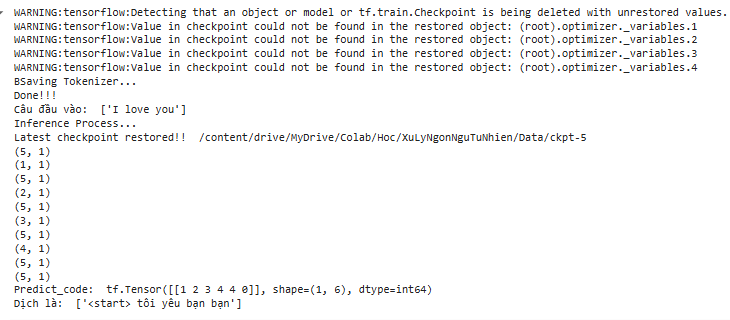 WARNING:tensorflow:Detecting that an object or model or tf.train.Checkpoint is being deleted with unrestored values.
WARNING:tensorflow:Value in checkpoint could not be found in the restored object: (root).optimizer._variables.1
WARNING:tensorflow:Value in checkpoint could not be found in the restored object: (root).optimizer._variables.2
WARNING:tensorflow:Value in checkpoint could not be found in the restored object: (root).optimizer._variables.3
WARNING:tensorflow:Value in checkpoint could not be found in the restored object: (root).optimizer._variables.4
BSaving Tokenizer...
Done!!!
Câu đầu vào:  ['I love you']
Inference Process...
Latest checkpoint restored!!  /content/drive/MyDrive/Colab/Hoc/XuLyNgonNguTuNhien/Data/ckpt-5
(5, 1)
(1, 1)
(5, 1)
(2, 1)
(5, 1)
(3, 1)
(5, 1)
(4, 1)
(5, 1)
(5, 1)
Predict_code:  tf.Tensor([[1 2 3 4 4 0]], shape=(1, 6), dtype=int64)
Dịch là:  ['<start> tôi yêu bạn bạn']